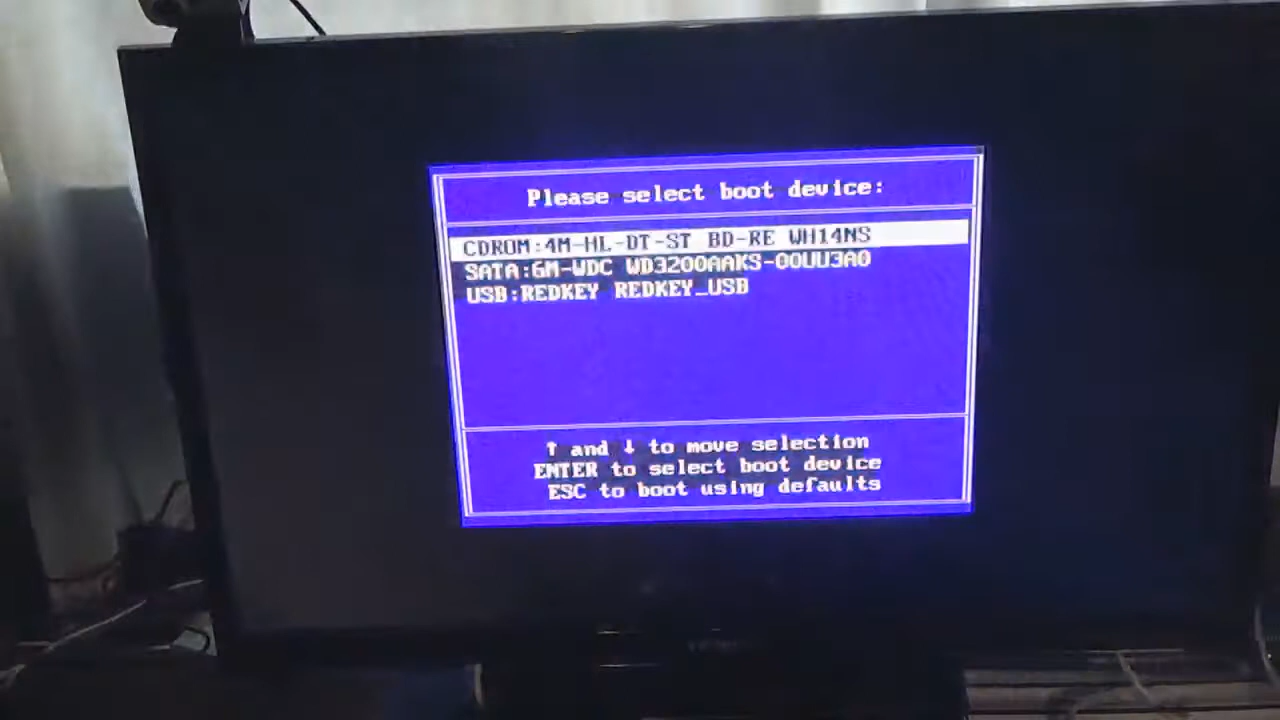 Please select boot device:
CDROM:4M-HL-DT-ST BD-RE WH14NS
SATA:6M-WDC WD3200AAKS-00UU3A0
USB:REDKEY REDKEY_USB
↑ and ↓ to move selection
ENTER to select boot device
ESC to boot using defaults